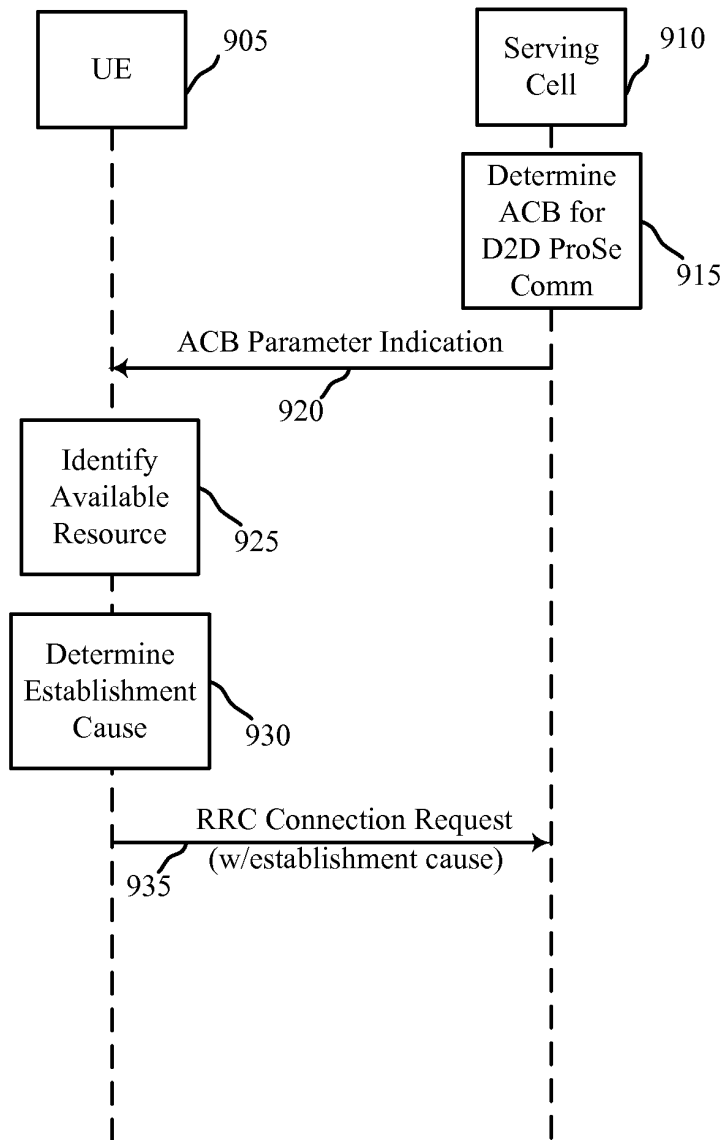 UE
905
Serving
Cell
910
Determine
ACB for
D2D ProSe
Comm
915
ACB Parameter Indication
920
Identify
Available
Resource
925
Determine
Establishment
Cause
930
RRC Connection Request
(w/establishment cause)
935